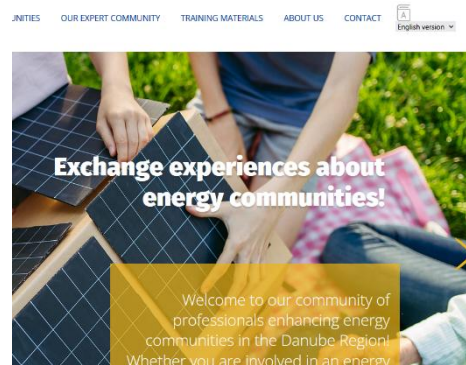 OUR EXPERT COMMUNITY TRAINING MATERIALS ABOUT US CONTACT
English version
Exchange experiences about
energy communities!
Welcome to our community of
professionals enhancing energy
communities in the Danube Region!
Whether you are involved in an energy